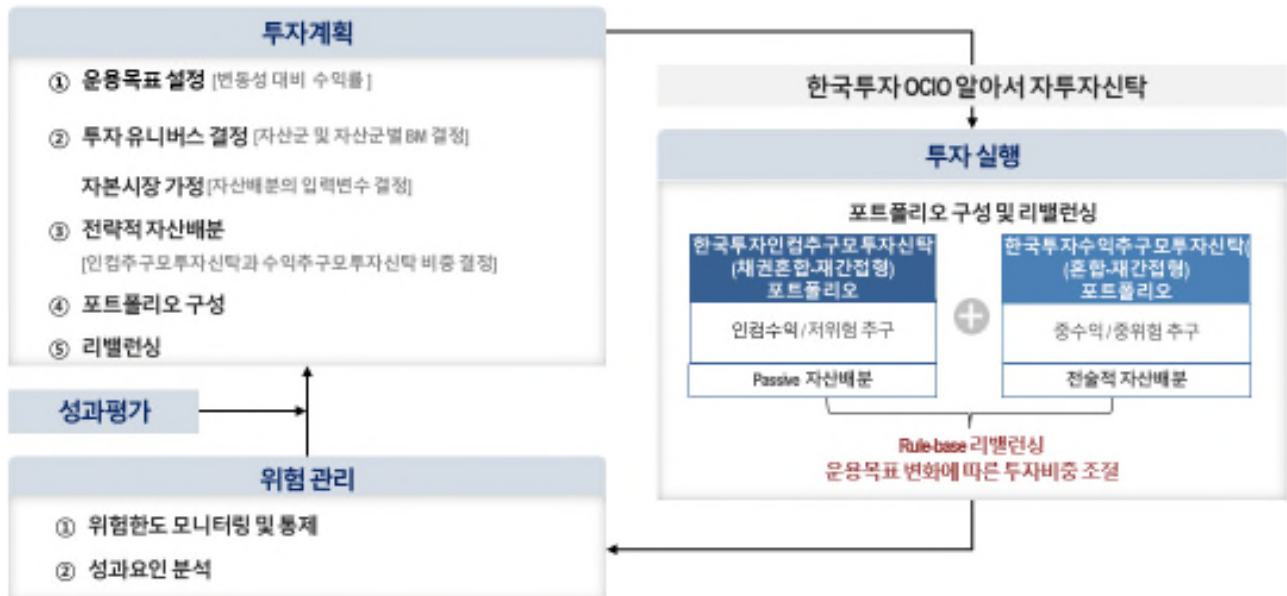 투자계획
① 운용목표 설정 [변동성 대비 수익률]
② 투자 유니버스 결정 [자산군 및 자산군별 BM 결정]
자본시장 가정 [자산배분의 입력변수 결정]
③ 전략적 자산배분
[인컴추구모투자신탁과 수익추구모투자신탁 비중 결정]
④ 포트폴리오 구성
⑤ 리밸런싱
성과평가
위험 관리
① 위험한도 모니터링 및 통제
② 성과요인 분석
한국투자 OCIO 알아서 자투자신탁
투자 실행
포트폴리오 구성 및 리밸런싱
한국투자인컴추구모투자신탁
(채권혼합-재간접형)
포트폴리오
인컴수익/저위험 추구
Passive 자산배분
한국투자수익추구모투자신탁(
(혼합-재간접형)
포트폴리오
중수익/중위험 추구
전술적 자산배분
Rule-base 리밸런싱
운용목표 변화에 따른 투자비중 조절